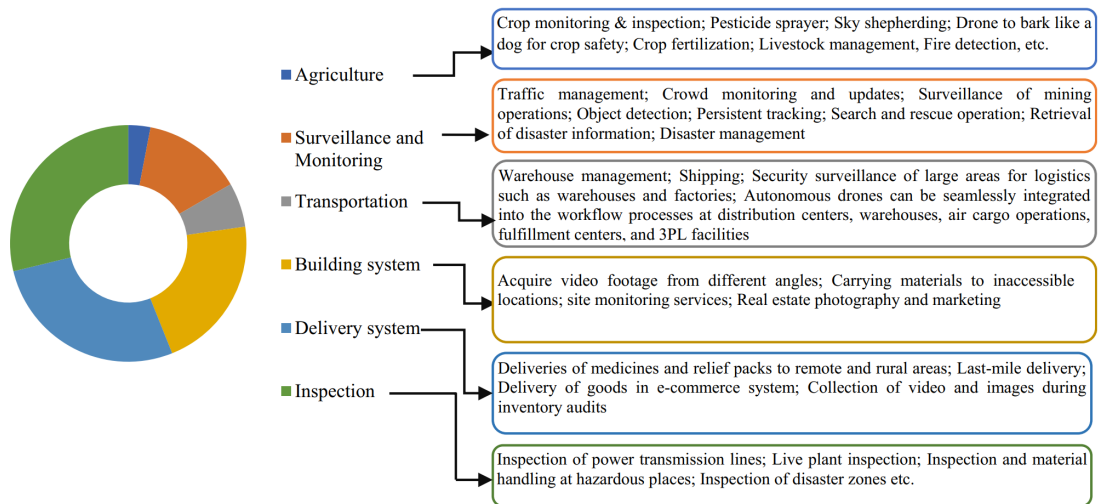 Agriculture
Crop monitoring & inspection; Pesticide sprayer; Sky shepherding; Drone to bark like a
dog for crop safety; Crop fertilization; Livestock management, Fire detection, etc.
Surveillance and
Monitoring
Traffic management; Crowd monitoring and updates; Surveillance of mining
operations; Object detection; Persistent tracking; Search and rescue operation; Retrieval
of disaster information; Disaster management
Transportation
Warehouse management; Shipping; Security surveillance of large areas for logistics
such as warehouses and factories; Autonomous drones can be seamlessly integrated
into the workflow processes at distribution centers, warehouses, air cargo operations,
fulfillment centers, and 3PL facilities
Building system
Acquire video footage from different angles; Carrying materials to inaccessible
locations; site monitoring services; Real estate photography and marketing
Delivery system
Deliveries of medicines and relief packs to remote and rural areas; Last-mile delivery;
Delivery of goods in e-commerce system; Collection of video and images during
inventory audits
Inspection
Inspection of power transmission lines; Live plant inspection; Inspection and material
handling at hazardous places; Inspection of disaster zones etc.